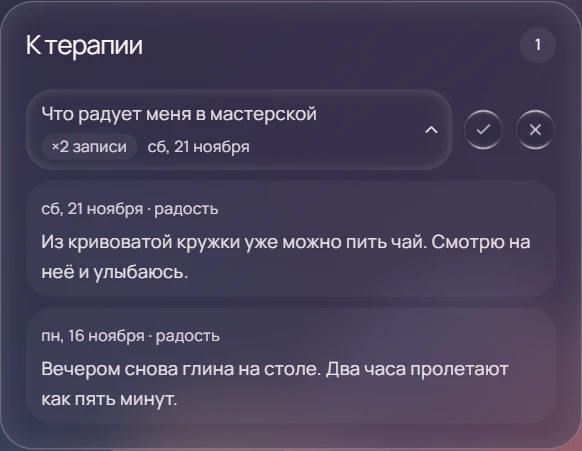 К терапии
1
Что радует меня в мастерской
×2 записи сб, 21 ноября
сб, 21 ноября · радость
Из кривоватой кружки уже можно пить чай. Смотрю на
неё и улыбаюсь.
пн, 16 ноября · радость
Вечером снова глина на столе. Два часа пролетают
как пять минут.